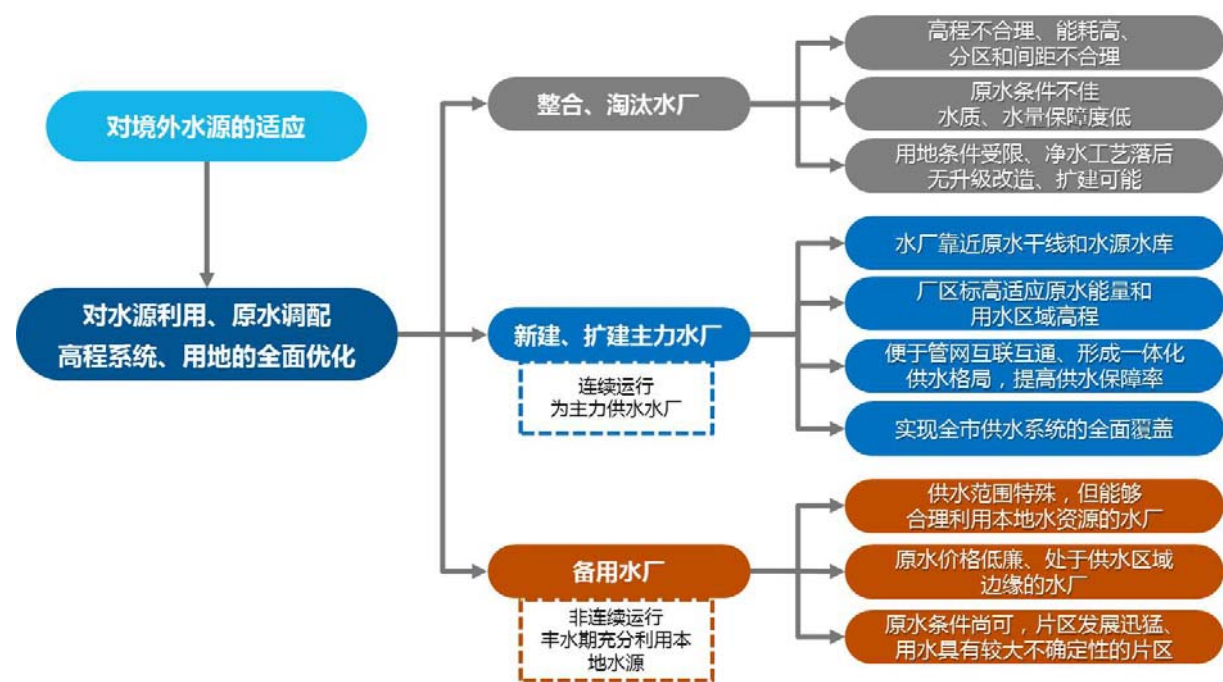 对境外水源的适应
对水源利用、原水调配
高程系统、用地的全面优化
整合、淘汰水厂
高程不合理、能耗高、
分区和间距不合理
原水条件不佳
水质、水量保障度低
用地条件受限、净水工艺落后
无升级改造、扩建可能
新建、扩建主力水厂
连续运行
为主力供水水厂
水厂靠近原水干线和水源水库
厂区标高适应原水能量和
用水区域高程
便于管网互联互通、形成一体化
供水格局，提高供水保障率
实现全市供水系统的全面覆盖
备用水厂
非连续运行
丰水期充分利用本
地水源
供水范围特殊，但能够
合理利用本地水资源的水厂
原水价格低廉、处于供水区域
边缘的水厂
原水条件尚可，片区发展迅猛、
用水具有较大不确定性的片区